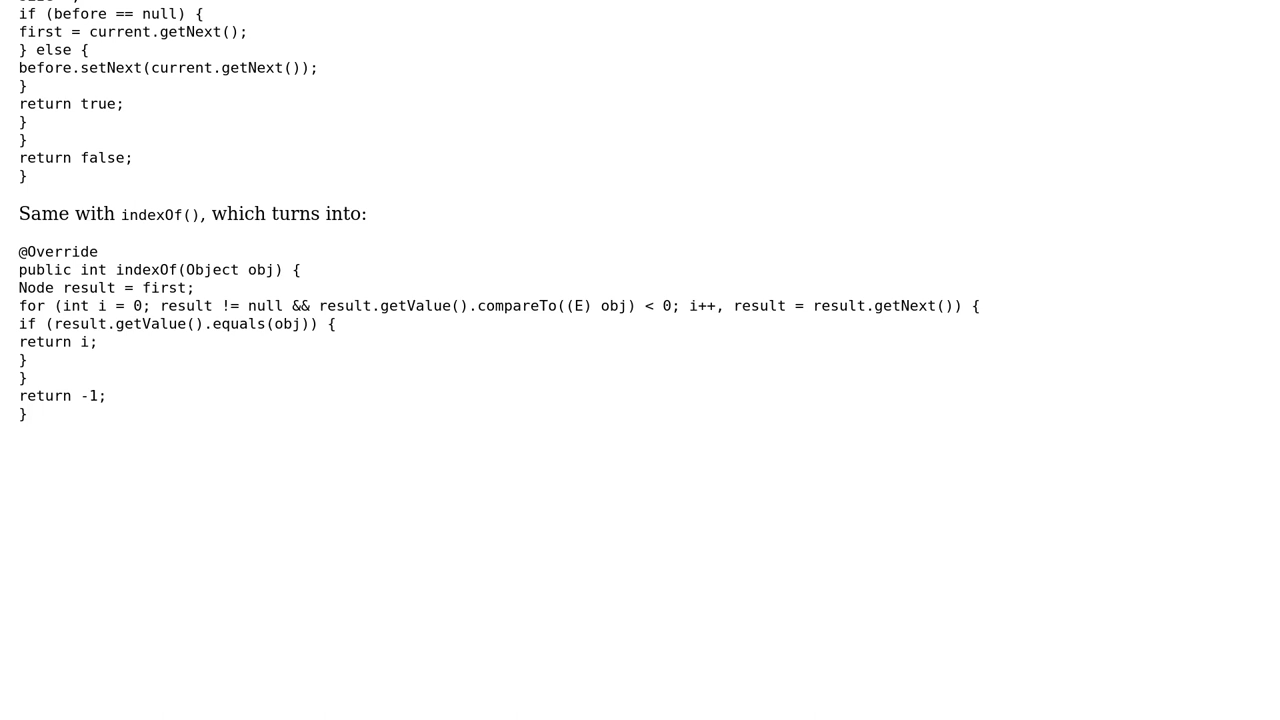 if (before == null) {
first = current.getNext();
} else {
before.setNext(current.getNext());
}
return true;
}
}
return false;
}
Same with indexOf(), which turns into:
@Override
public int indexOf(Object obj) {
Node result = first;
for (int i = 0; result != null && result.getValue().compareTo((E) obj) < 0; i++, result = result.getNext()) {
if (result.getValue().equals(obj)) {
return i;
}
}
return -1;
}